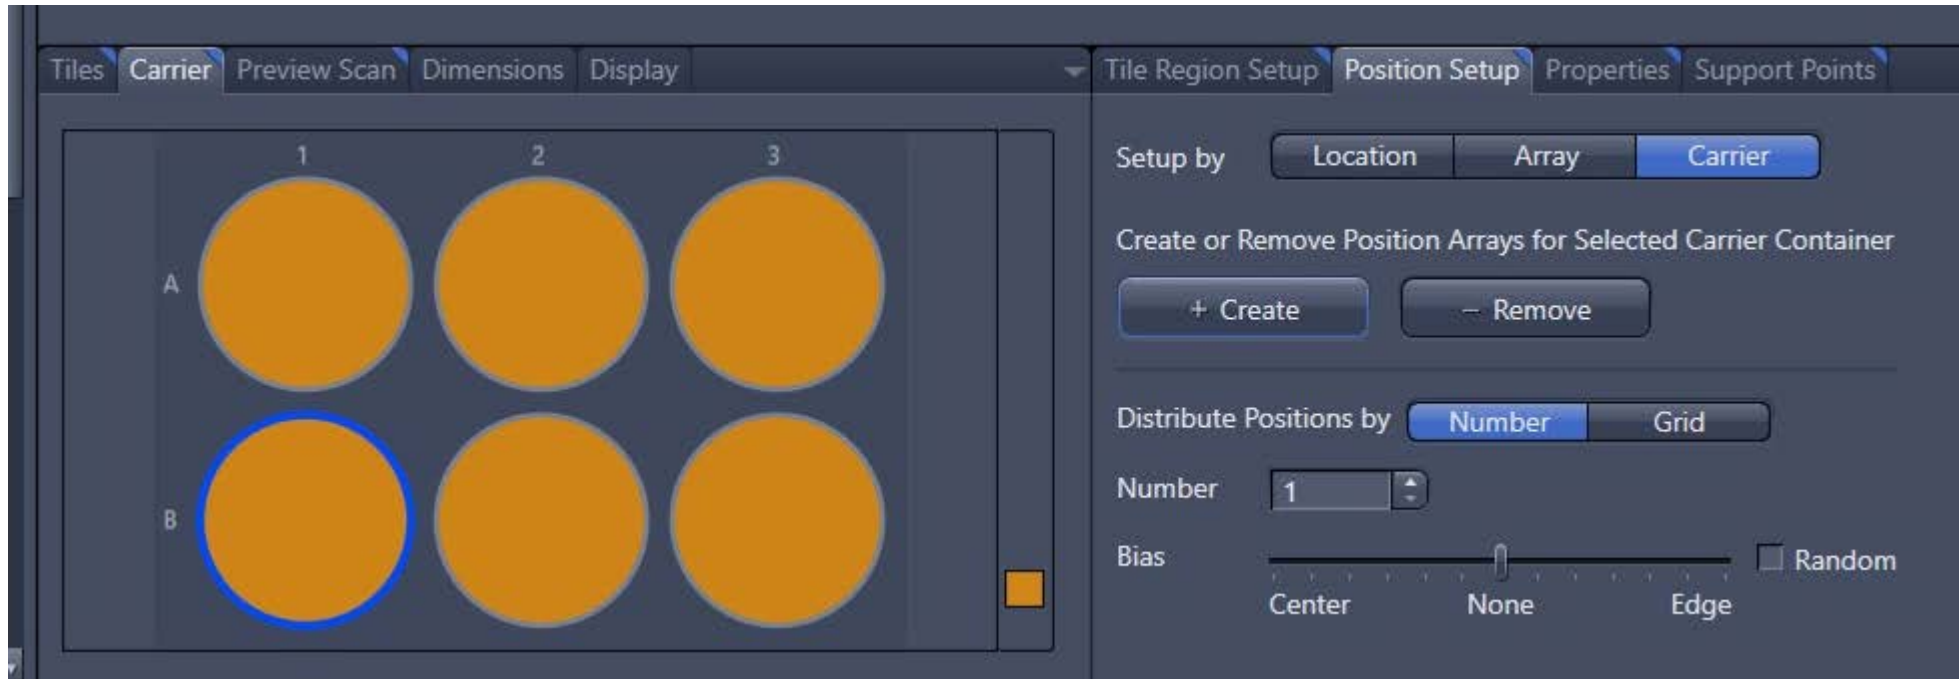 Tiles Carrier Preview Scan Dimensions Display
1 2 3
A
B
Tile Region Setup Position Setup Properties Support Points
Setup by Location Array Carrier
Create or Remove Position Arrays for Selected Carrier Container
+ Create − Remove
Distribute Positions by Number Grid
Number 1
Bias Random
Center None Edge